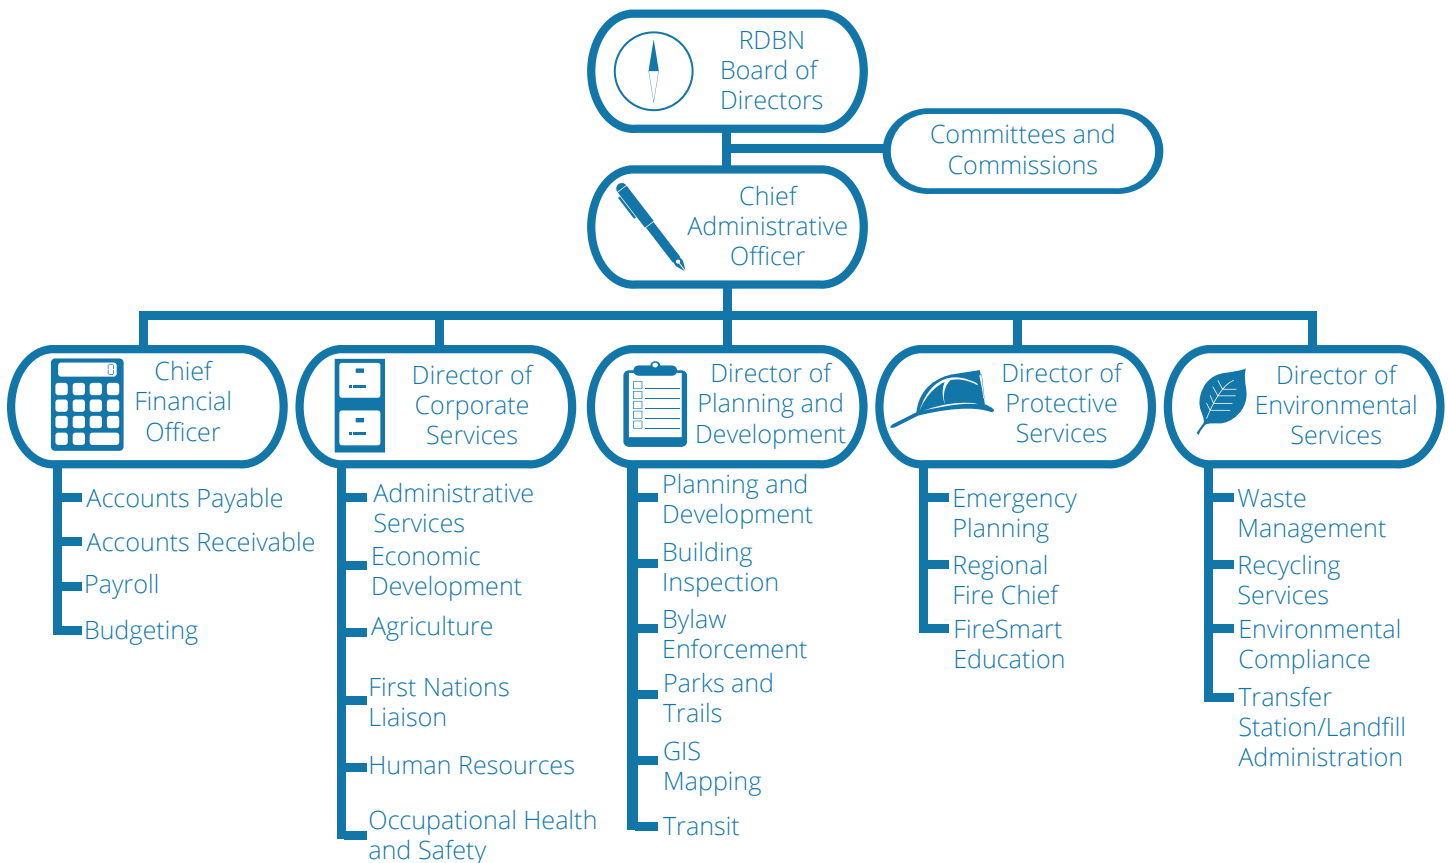 RDBN
Board of
Directors
Committees and
Commissions
Chief
Administrative
Officer
0
Chief
Financial
Officer
Accounts Payable
Accounts Receivable
Payroll
Budgeting
Director of
Corporate
Services
Administrative
Services
Economic
Development
Agriculture
First Nations
Liaison
Human Resources
Occupational Health
and Safety
Director of
Planning and
Development
Planning and
Development
Building
Inspection
Bylaw
Enforcement
Parks and
Trails
GIS
Mapping
Transit
Director of
Protective
Services
Emergency
Planning
Regional
Fire Chief
FireSmart
Education
Director of
Environmental
Services
Waste
Management
Recycling
Services
Environmental
Compliance
Transfer
Station/Landfill
Administration